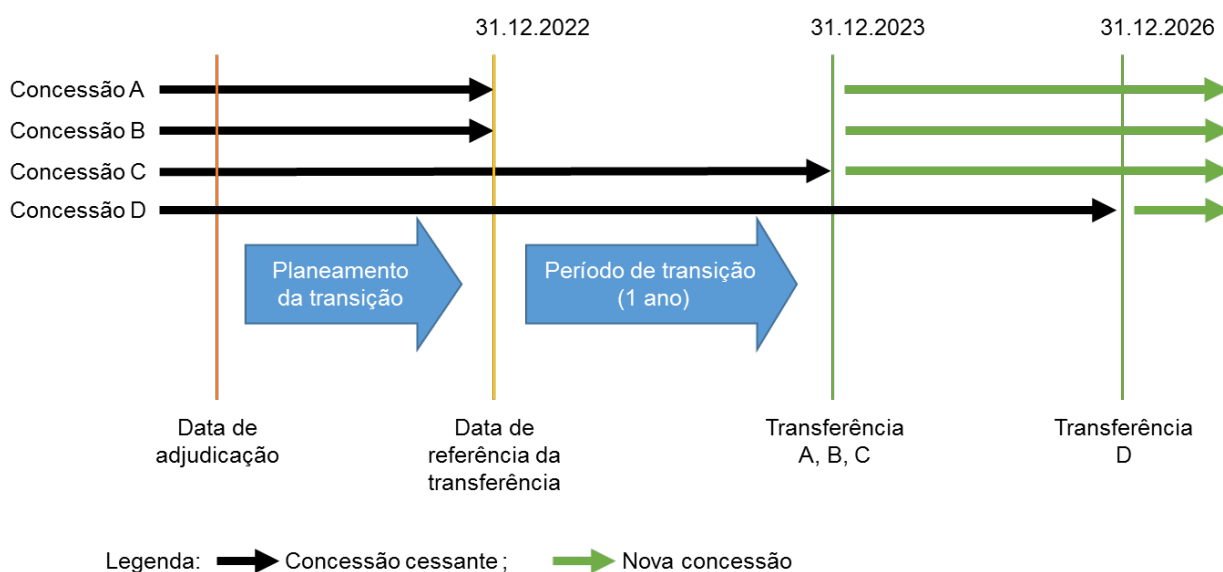 31.12.2022 31.12.2023 31.12.2026
Concessão A
Concessão B
Concessão C
Concessão D
Planeamento
da transição
Período de transição
(1 ano)
Data de
adjudicação
Data de
referência da
transferência
Transferência
A, B, C
Transferência
D
Legenda: Concessão cessante ; Nova concessão